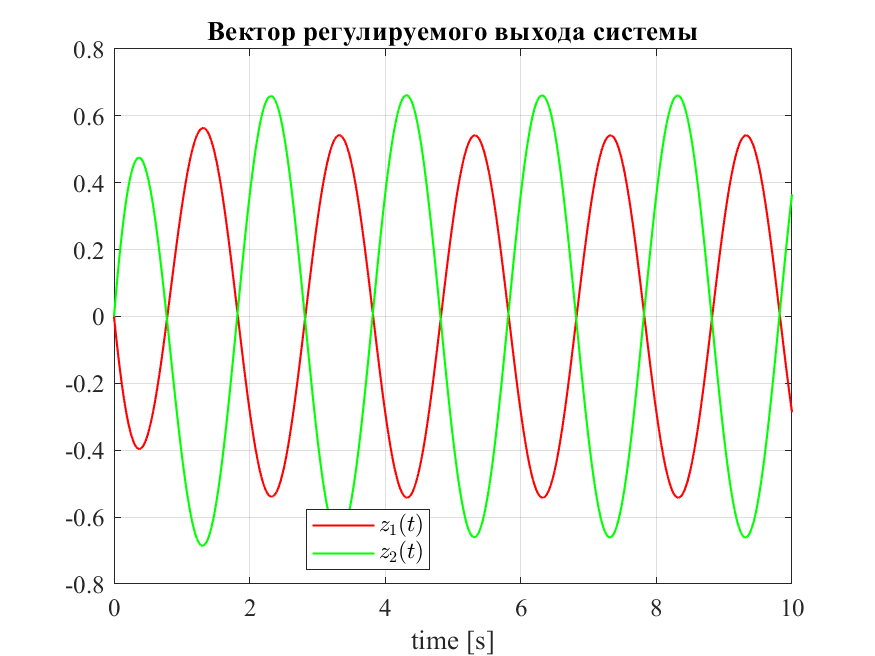 Вектор регулируемого выхода системы
0.8
0.6
0.4
0.2
0
-0.2
-0.4
-0.6
-0.8
z₁(t)
z₂(t)
0 2 4 6 8 10
time [s]